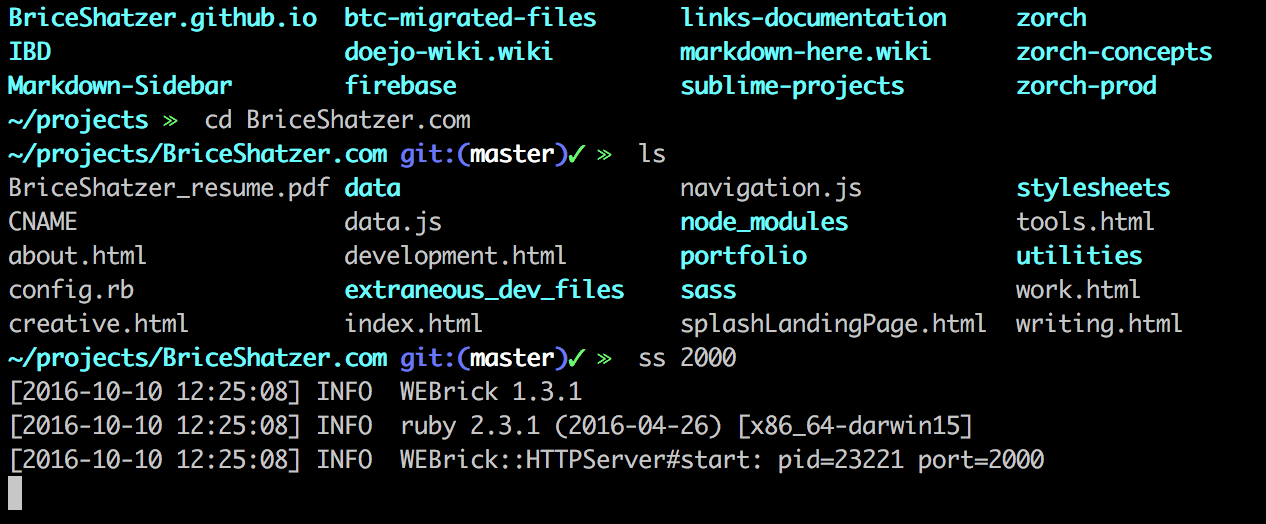 BriceShatzer.github.io btc-migrated-files links-documentation zorch
IBD doejo-wiki.wiki markdown-here.wiki zorch-concepts
Markdown-Sidebar firebase sublime-projects zorch-prod
~/projects » cd BriceShatzer.com
~/projects/BriceShatzer.com git:(master)✓ » ls
BriceShatzer_resume.pdf data navigation.js stylesheets
CNAME data.js node_modules tools.html
about.html development.html portfolio utilities
config.rb extraneous_dev_files sass work.html
creative.html index.html splashLandingPage.html writing.html
~/projects/BriceShatzer.com git:(master)✓ » ss 2000
[2016-10-10 12:25:08] INFO WEBrick 1.3.1
[2016-10-10 12:25:08] INFO ruby 2.3.1 (2016-04-26) [x86_64-darwin15]
[2016-10-10 12:25:08] INFO WEBrick::HTTPServer#start: pid=23221 port=2000